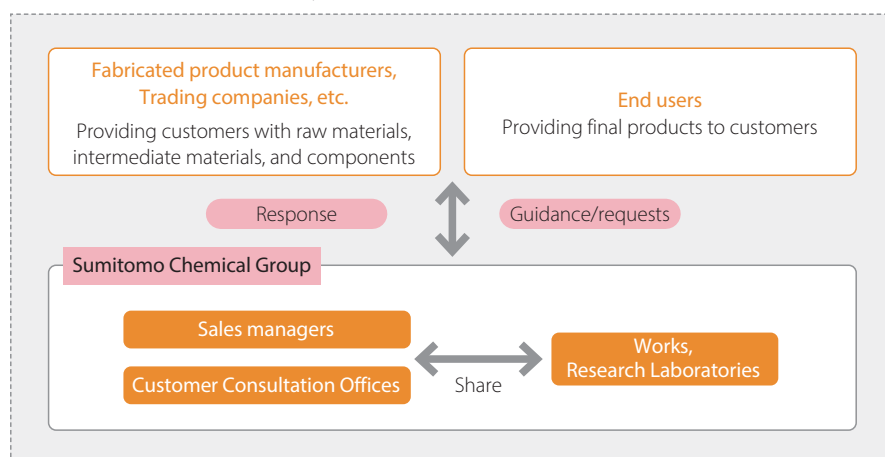 Fabricated product manufacturers,
Trading companies, etc.
Providing customers with raw materials,
intermediate materials, and components
End users
Providing final products to customers
Response
Guidance/requests
Sumitomo Chemical Group
Sales managers
Customer Consultation Offices
Share
Works,
Research Laboratories